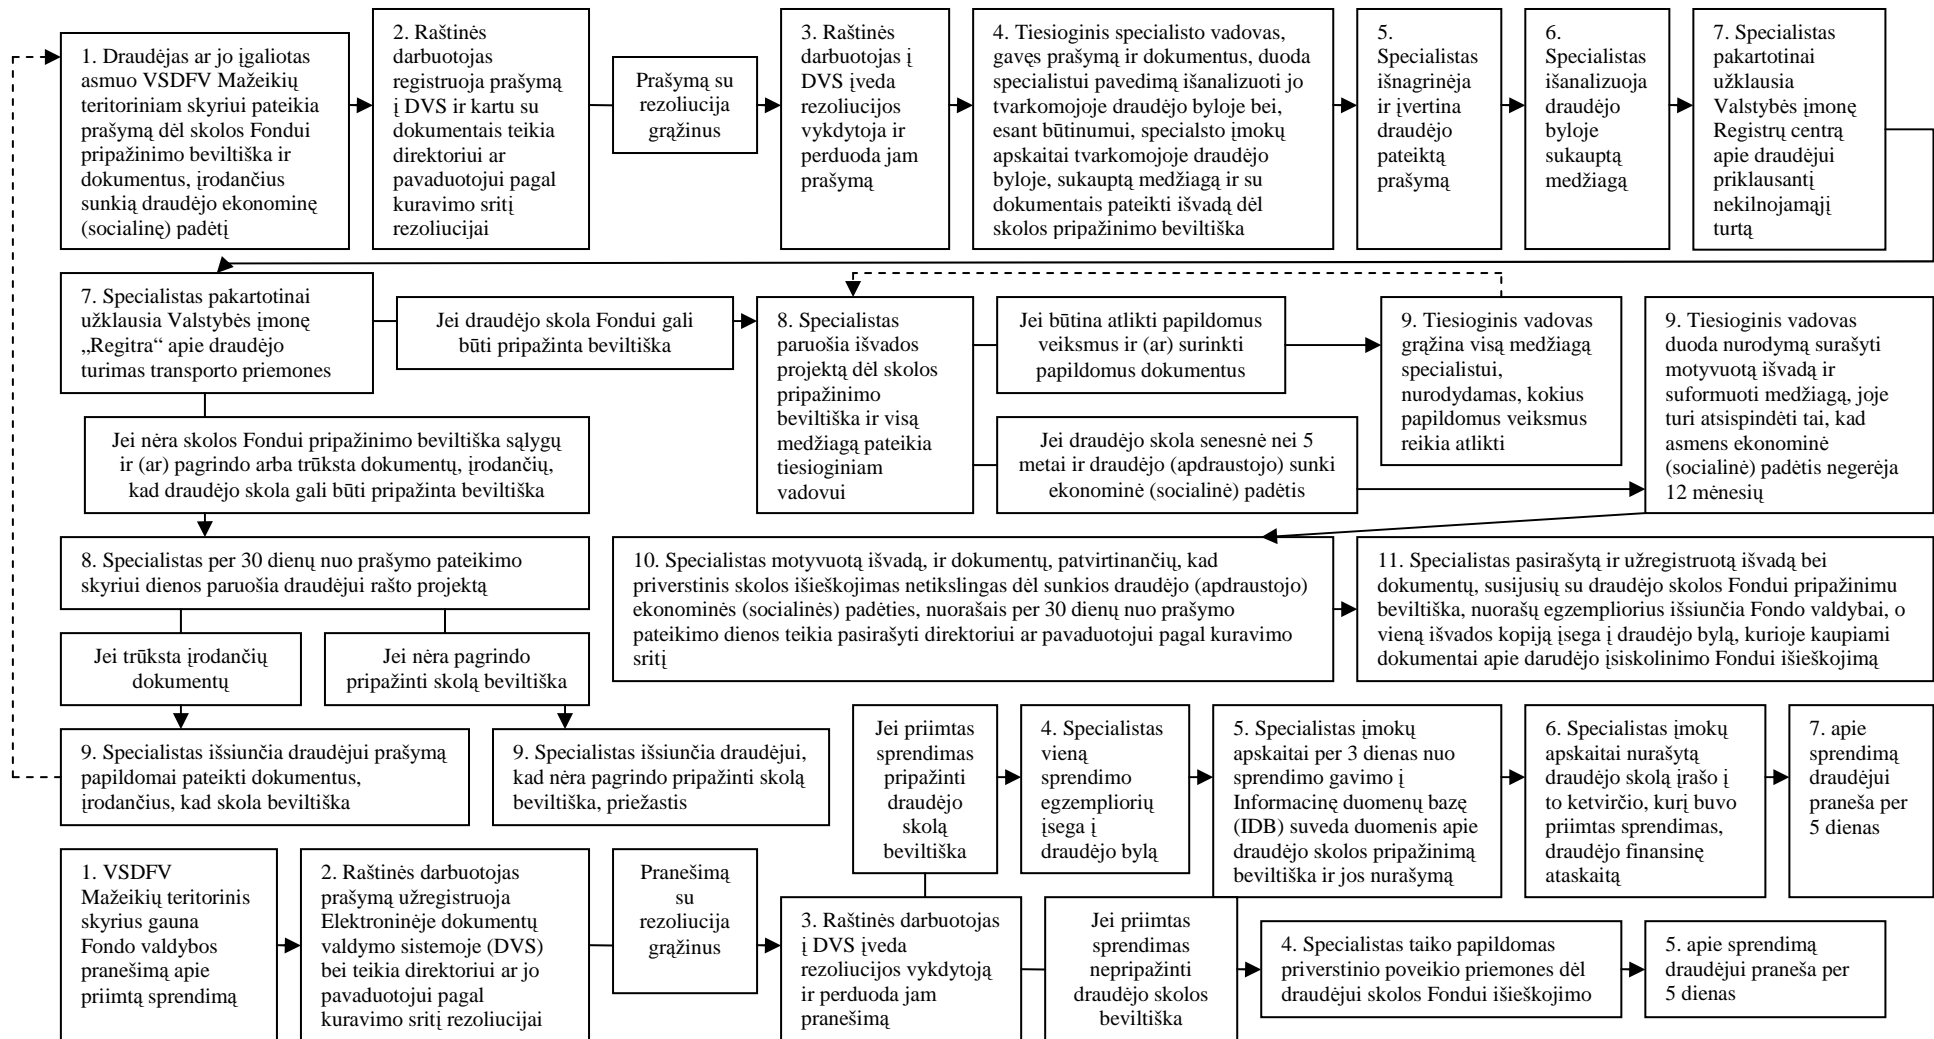 1. Draudėjas ar jo įgaliotas
asmuo VSDFV Mažeikių
teritoriniam skyriui pateikia
prašymą dėl skolos Fondui
pripažinimo beviltiška ir
dokumentus, įrodančius
sunkią draudėjo ekonominę
(socialinę) padėtį
2. Raštinės
darbuotojas
registruoja prašymą
į DVS ir kartu su
dokumentais teikia
direktoriui ar
pavaduotojui pagal
kuravimo sritį
rezoliucijai
Prašymą su
rezoliucija
grąžinus
3. Raštinės
darbuotojas į
DVS įveda
rezoliucijos
vykdytoja ir
perduoda jam
prašymą
4. Tiesioginis specialisto vadovas,
gavęs prašymą ir dokumentus, duoda
specialistui pavedimą išanalizuoti jo
tvarkomojoje draudėjo byloje bei,
esant būtinumui, specialsto įmokų
apskaitai tvarkomojoje draudėjo
byloje, sukauptą medžiagą ir su
dokumentais pateikti išvadą dėl
skolos pripažinimo beviltiška
5.
Specialistas
išnagrinėja
ir įvertina
draudėjo
pateiktą
prašymą
6.
Specialistas
išanalizuoja
draudėjo
byloje
sukauptą
medžiagą
7. Specialistas
pakartotinai
užklausia
Valstybės įmonę
Registrų centrą
apie draudėjui
priklausantį
nekilnojamąjį
turtą
7. Specialistas pakartotinai
užklausia Valstybės įmonę
„Regitra“ apie draudėjo
turimas transporto priemones
Jei draudėjo skola Fondui gali
būti pripažinta beviltiška
8. Specialistas
paruošia išvados
projektą dėl skolos
pripažinimo
beviltiška ir visą
medžiagą pateikia
tiesioginiam
vadovui
Jei būtina atlikti papildomus
veiksmus ir (ar) surinkti
papildomus dokumentus
9. Tiesioginis vadovas
grąžina visą medžiagą
specialistui,
nurodydamas, kokius
papildomus veiksmus
reikia atlikti
9. Tiesioginis vadovas
duoda nurodymą surašyti
motyvuotą išvadą ir
suformuoti medžiagą, joje
turi atsispindėti tai, kad
asmens ekonominė
(socialinė) padėtis negerėja
12 mėnesių
Jei nėra skolos Fondui pripažinimo beviltiška sąlygų
ir (ar) pagrindo arba trūksta dokumentų, įrodančių,
kad draudėjo skola gali būti pripažinta beviltiška
Jei draudėjo skola senesnė nei 5
metai ir draudėjo (apdraustojo) sunki
ekonominė (socialinė) padėtis
8. Specialistas per 30 dienų nuo prašymo pateikimo
skyriui dienos paruošia draudėjui rašto projektą
10. Specialistas motyvuotą išvadą, ir dokumentų, patvirtinančių, kad
priverstinis skolos išieškojimas netikslingas dėl sunkios draudėjo (apdraustojo)
ekonominės (socialinės) padėties, nuorašais per 30 dienų nuo prašymo
pateikimo dienos teikia pasirašyti direktoriui ar pavaduotojui pagal kuravimo
sritį
11. Specialistas pasirašytą ir užregistruotą išvadą bei
dokumentų, susijusių su draudėjo skolos Fondui pripažinimu
beviltiška, nuorašų egzempliorius išsiunčia Fondo valdybai, o
vieną išvados kopiją įsega į draudėjo bylą, kurioje kaupiami
dokumentai apie darudėjo įsiskolinimo Fondui išieškojimą
Jei trūksta įrodančių
dokumentų
Jei nėra pagrindo
pripažinti skolą beviltiška
9. Specialistas išsiunčia draudėjui prašymą
papildomai pateikti dokumentus,
įrodančius, kad skola beviltiška
9. Specialistas išsiunčia draudėjui,
kad nėra pagrindo pripažinti skolą
beviltiška, priežastis
Jei priimtas
sprendimas
pripažinti
draudėjo
skolą
beviltiška
4. Specialistas
vieną
sprendimo
egzempliorių
įsega į
draudėjo bylą
5. Specialistas įmokų
apskaitai per 3 dienas nuo
sprendimo gavimo į
Informacinę duomenų bazę
(IDB) suveda duomenis apie
draudėjo skolos pripažinimą
beviltiška ir jos nurašymą
6. Specialistas įmokų
apskaitai nurašytą
draudėjo skolą įrašo į
to ketvirčio, kurį buvo
priimtas sprendimas,
draudėjo finansinę
ataskaitą
7. apie
sprendimą
draudėjui
praneša per
5 dienas
1. VSDFV
Mažeikių teritorinis
skyrius gauna
Fondo valdybos
pranešimą apie
priimtą sprendimą
2. Raštinės darbuotojas
prašymą užregistruoja
Elektroninėje dokumentų
valdymo sistemoje (DVS)
bei teikia direktoriui ar jo
pavaduotojui pagal
kuravimo sritį rezoliucijai
Pranešimą
su
rezoliucija
grąžinus
3. Raštinės darbuotojas
į DVS įveda
rezoliucijos vykdytoją
ir perduoda jam
pranešimą
Jei priimtas
sprendimas
nepripažinti
draudėjo skolos
beviltiška
4. Specialistas taiko papildomas
priverstinio poveikio priemones dėl
draudėjui skolos Fondui išieškojimo
5. apie sprendimą
draudėjui praneša per
5 dienas